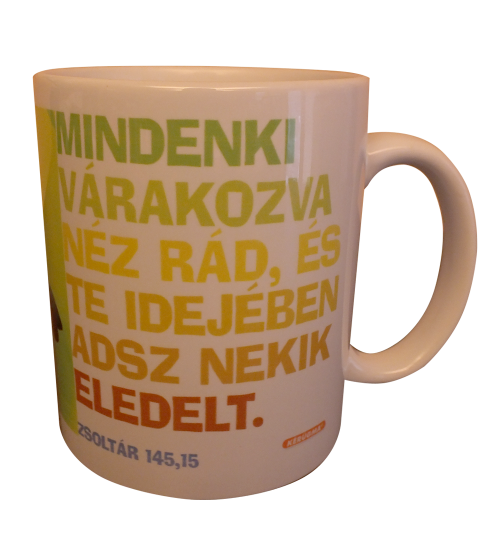 MINDENKI
VÁRAKOZVA
NÉZ RÁD, ÉS
TE IDEJÉBEN
ADSZ NEKIK
ELEDELT.
ZSOLTÁR 145,15